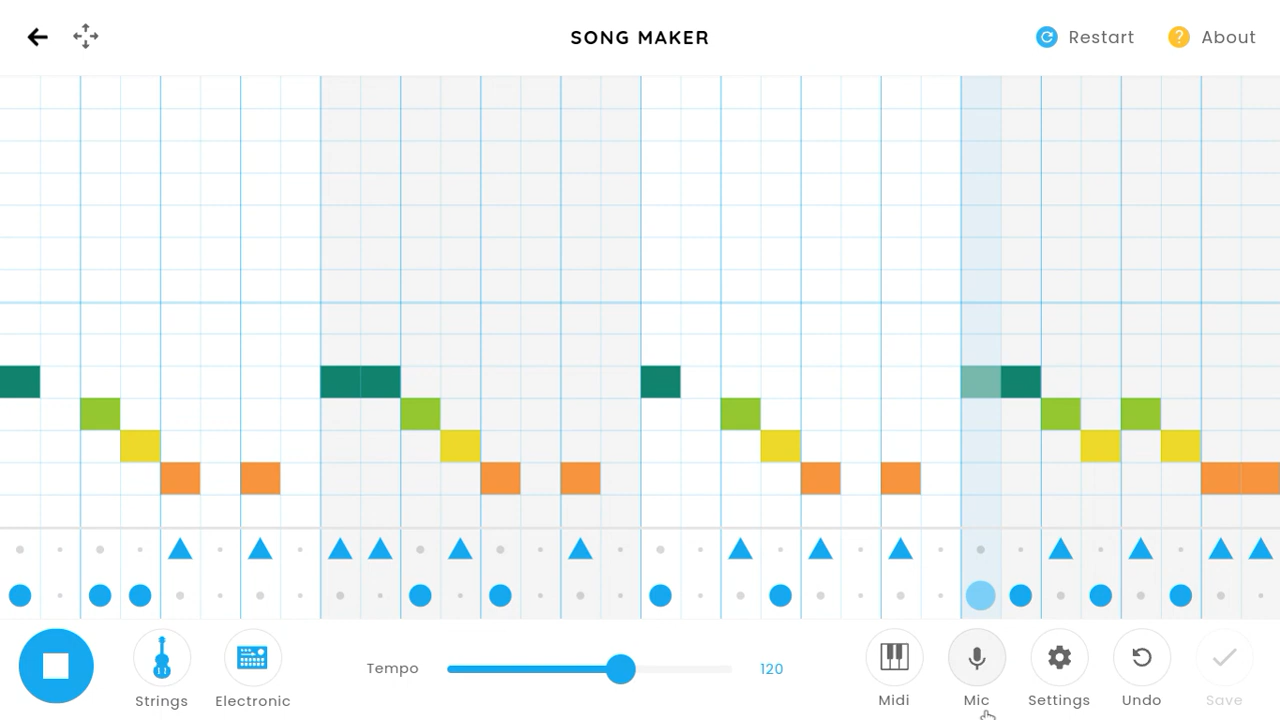 SONG MAKER
Restart
About
Strings
Electronic
Tempo
120
Midi
Mic
Settings
Undo
Save